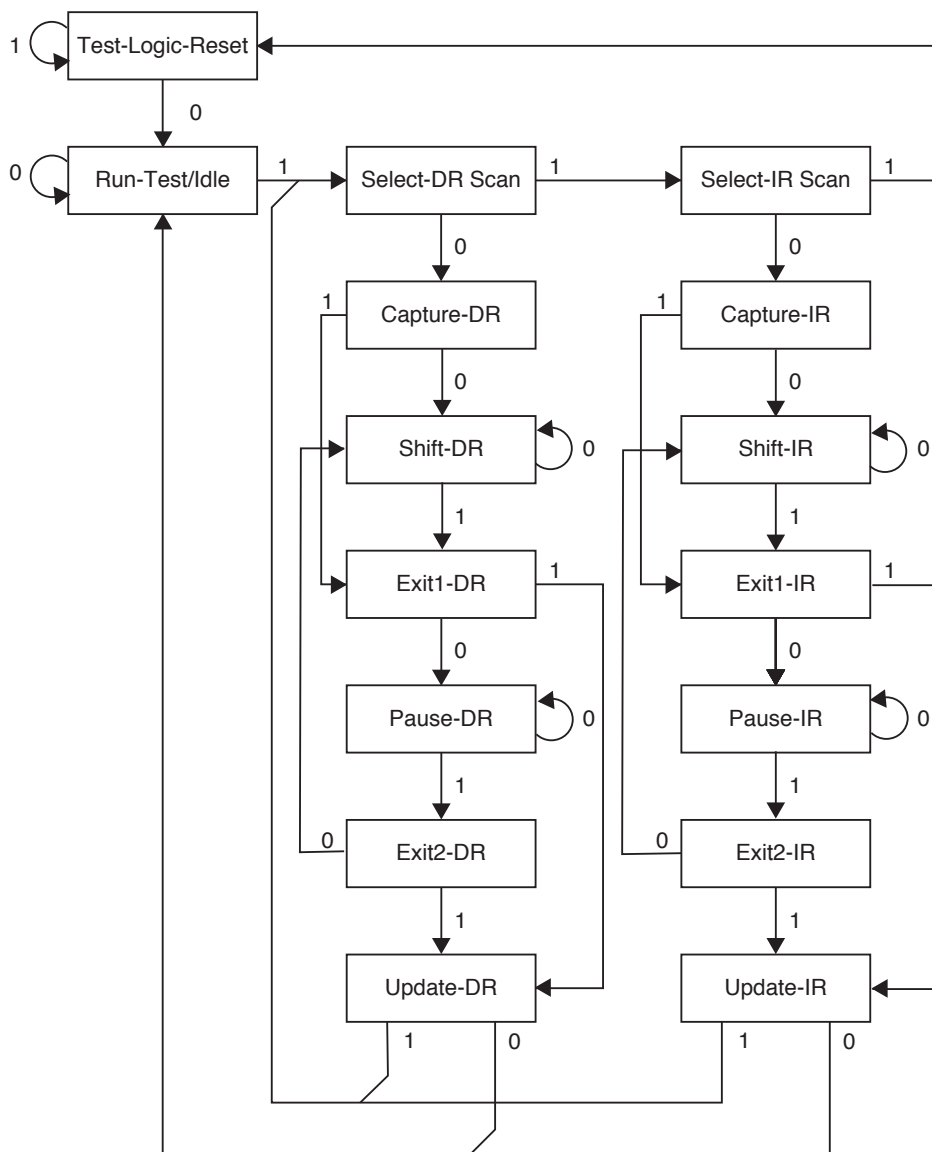 1
Test-Logic-Reset
0
0
Run-Test/Idle
1
Select-DR Scan
1
Select-IR Scan
1
0
0
1
Capture-DR
1
Capture-IR
0
0
Shift-DR
0
Shift-IR
0
1
1
Exit1-DR
1
Exit1-IR
1
0
0
Pause-DR
0
Pause-IR
0
1
1
0
Exit2-DR
0
Exit2-IR
1
1
Update-DR
Update-IR
1
0
1
0